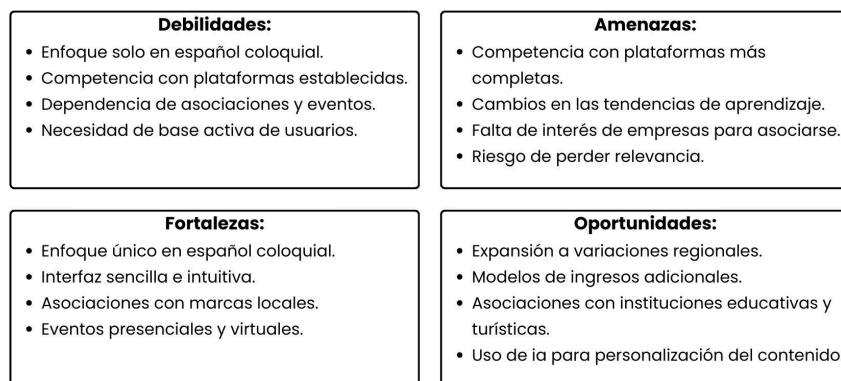 Debilidades:
• Enfoque solo en español coloquial.
• Competencia con plataformas establecidas.
• Dependencia de asociaciones y eventos.
• Necesidad de base activa de usuarios.
Amenazas:
• Competencia con plataformas más
completas.
• Cambios en las tendencias de aprendizaje.
• Falta de interés de empresas para asociarse.
• Riesgo de perder relevancia.
Fortalezas:
• Enfoque único en español coloquial.
• Interfaz sencilla e intuitiva.
• Asociaciones con marcas locales.
• Eventos presenciales y virtuales.
Oportunidades:
• Expansión a variaciones regionales.
• Modelos de ingresos adicionales.
• Asociaciones con instituciones educativas y
turísticas.
• Uso de ia para personalización del contenido